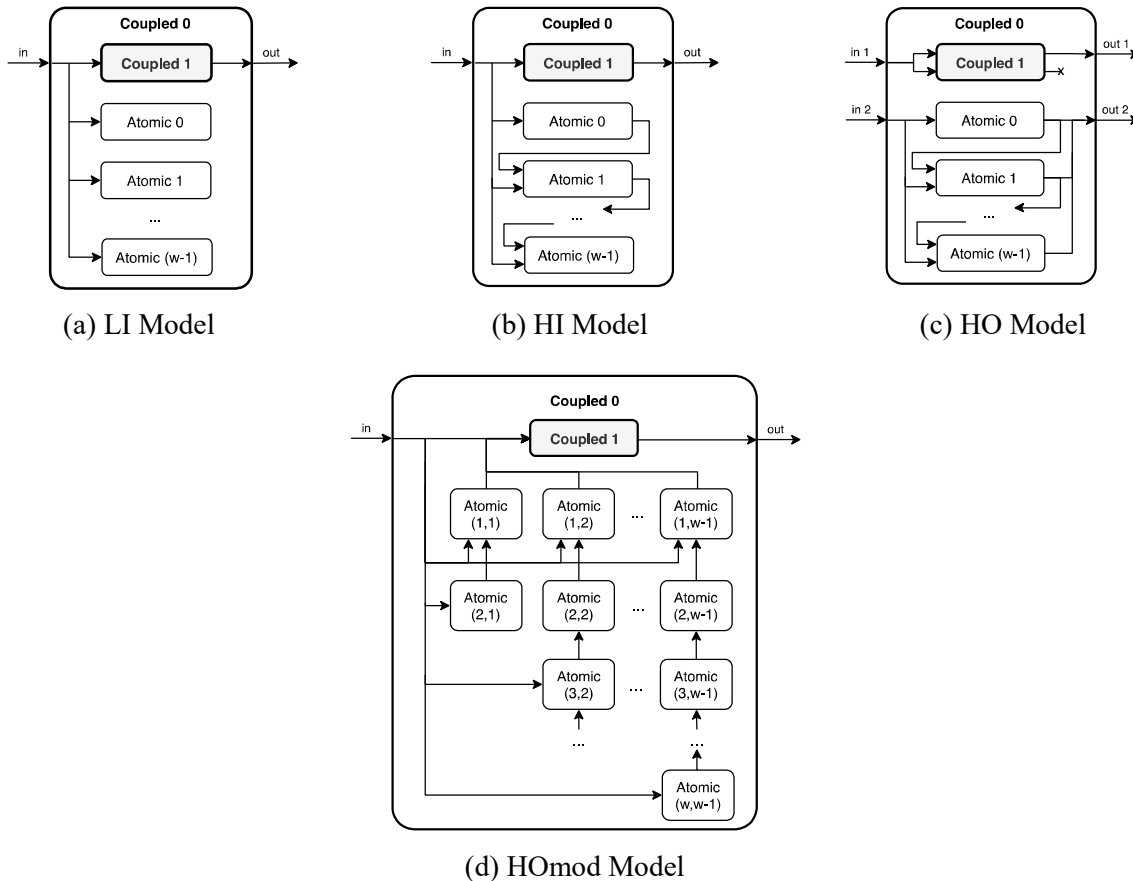 Coupled 0
in
Coupled 1
out
Atomic 0
Atomic 1
...
Atomic (w-1)
(a) LI Model
Coupled 0
in
Coupled 1
out
Atomic 0
Atomic 1
...
Atomic (w-1)
(b) HI Model
Coupled 0
in 1
Coupled 1
out 1
x
in 2
Atomic 0
out 2
Atomic 1
...
Atomic (w-1)
(c) HO Model
Coupled 0
in
Coupled 1
out
Atomic
(1,1)
Atomic
(1,2)
...
Atomic
(1,w-1)
Atomic
(2,1)
Atomic
(2,2)
...
Atomic
(2,w-1)
Atomic
(3,2)
...
Atomic
(3,w-1)
...
...
Atomic
(w,w-1)
(d) HOmod Model